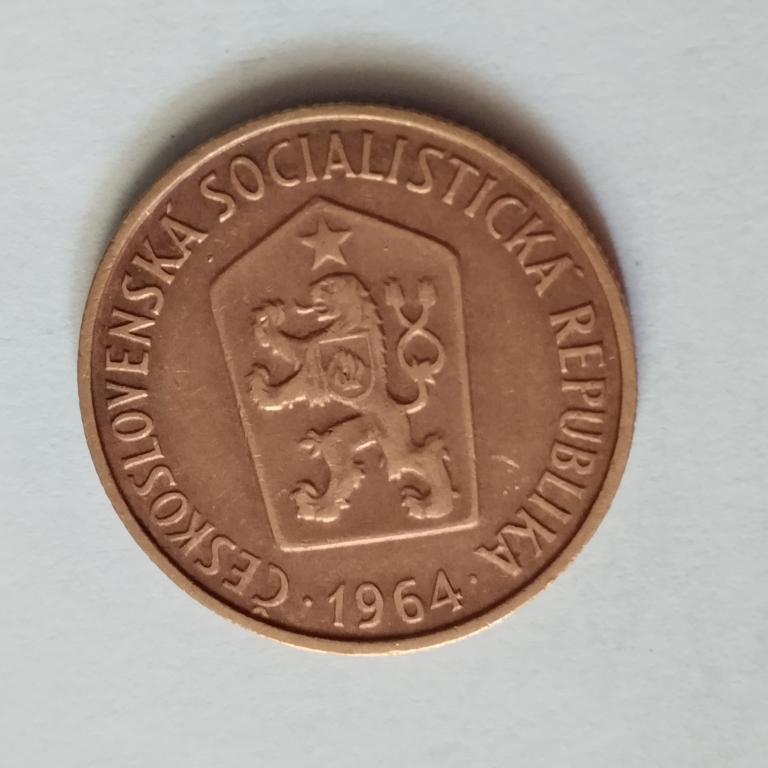 ČESKOSLOVENSKÁ SOCIALISTICKÁ REPUBLIKA
· 1964 ·